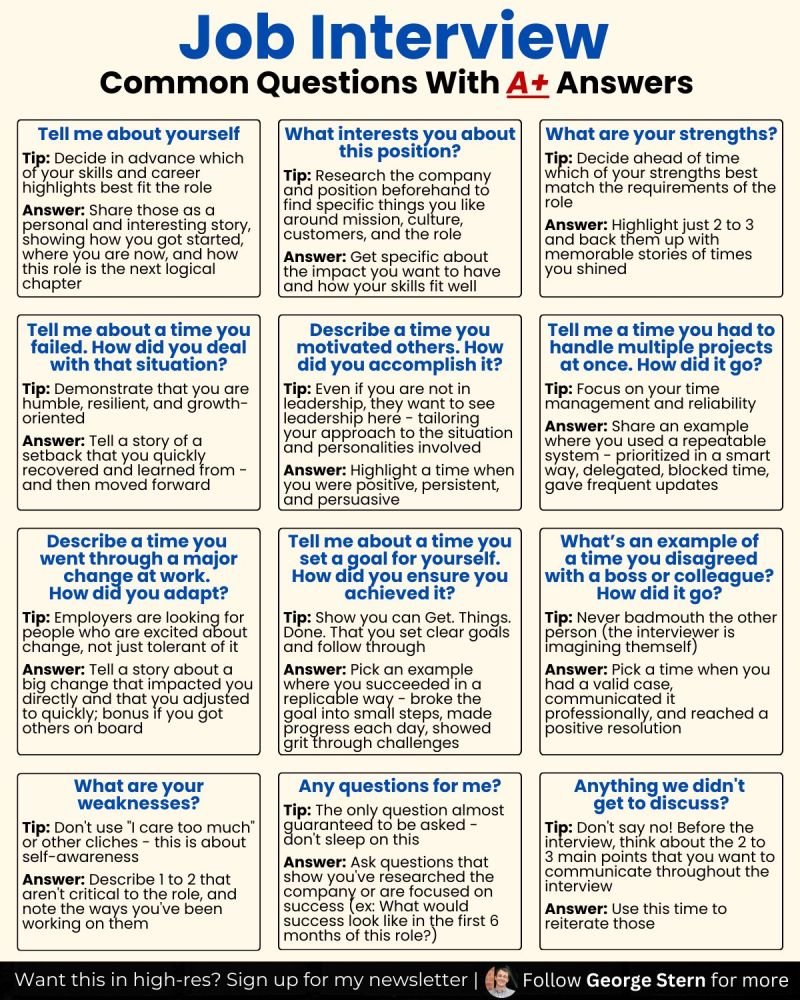 Job Interview
Common Questions With A+ Answers
Tell me about yourself
Tip: Decide in advance which
of your skills and career
highlights best fit the role
Answer: Share those as a
personal and interesting story,
showing how you got started,
where you are now, and how
this role is the next logical
chapter
What interests you about
this position?
Tip: Research the company
and position beforehand to
find specific things you like
around mission, culture,
customers, and the role
Answer: Get specific about
the impact you want to have
and how your skills fit well
What are your strengths?
Tip: Decide ahead of time
which of your strengths best
match the requirements of the
role
Answer: Highlight just 2 to 3
and back them up with
memorable stories of times
you shined
Tell me about a time you
failed. How did you deal
with that situation?
Tip: Demonstrate that you are
humble, resilient, and growth-
oriented
Answer: Tell a story of a
setback that you quickly
recovered and learned from -
and then moved forward
Describe a time you
motivated others. How
did you accomplish it?
Tip: Even if you are not in
leadership, they want to see
leadership here - tailoring
your approach to the situation
and personalities involved
Answer: Highlight a time when
you were positive, persistent,
and persuasive
Tell me a time you had to
handle multiple projects
at once. How did it go?
Tip: Focus on your time
management and reliability
Answer: Share an example
where you used a repeatable
system - prioritized in a smart
way, delegated, blocked time,
gave frequent updates
Describe a time you
went through a major
change at work.
How did you adapt?
Tip: Employers are looking for
people who are excited about
change, not just tolerant of it
Answer: Tell a story about a
big change that impacted you
directly and that you adjusted
to quickly; bonus if you got
others on board
Tell me about a time you
set a goal for yourself.
How did you ensure you
achieved it?
Tip: Show you can Get. Things.
Done. That you set clear goals
and follow through
Answer: Pick an example
where you succeeded in a
replicable way - broke the
goal into small steps, made
progress each day, showed
grit through challenges
What's an example of
a time you disagreed
with a boss or colleague?
How did it go?
Tip: Never badmouth the other
person (the interviewer is
imagining themself)
Answer: Pick a time when you
had a valid case,
communicated it
professionally, and reached a
positive resolution
What are your
weaknesses?
Tip: Don't use "I care too much"
or other cliches - this is about
self-awareness
Answer: Describe 1 to 2 that
aren't critical to the role, and
note the ways you've been
working on them
Any questions for me?
Tip: The only question almost
guaranteed to be asked -
don't sleep on this
Answer: Ask questions that
show you've researched the
company or are focused on
success (ex: What would
success look like in the first 6
months of this role?)
Anything we didn't
get to discuss?
Tip: Don't say no! Before the
interview, think about the 2 to
3 main points that you want to
communicate throughout the
interview
Answer: Use this time to
reiterate those
Want this in high-res? Sign up for my newsletter | Follow George Stern for more